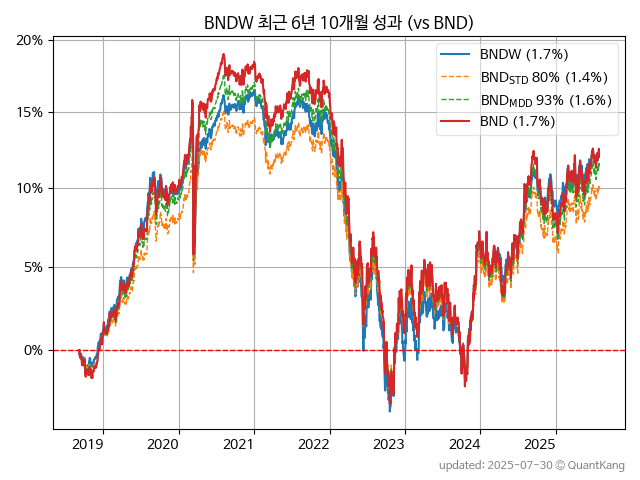 BNDW 최근 6년 10개월 성과 (vs BND)
20%
15%
10%
5%
0%
BNDW (1.7%)
BND_STD 80% (1.4%)
BND_MDD 93% (1.6%)
BND (1.7%)
2019 2020 2021 2022 2023 2024 2025
updated: 2025-07-30 © QuantKang